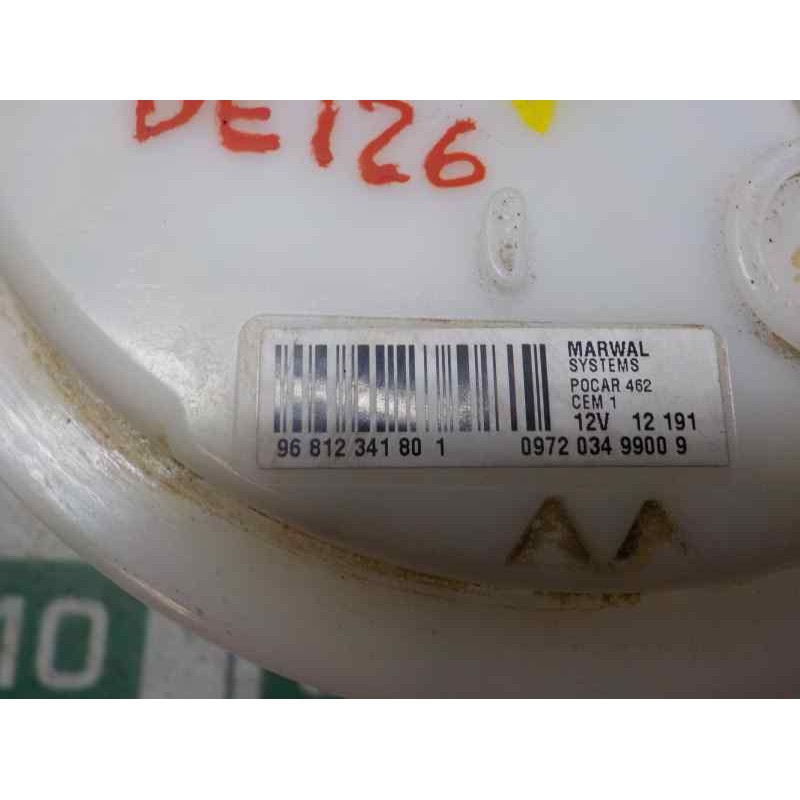 DE126
MARWAL
SYSTEMS
POCAR 462
CEM 1
12V 12 191
96 812 341 80 1
0972 034 9900 9
10